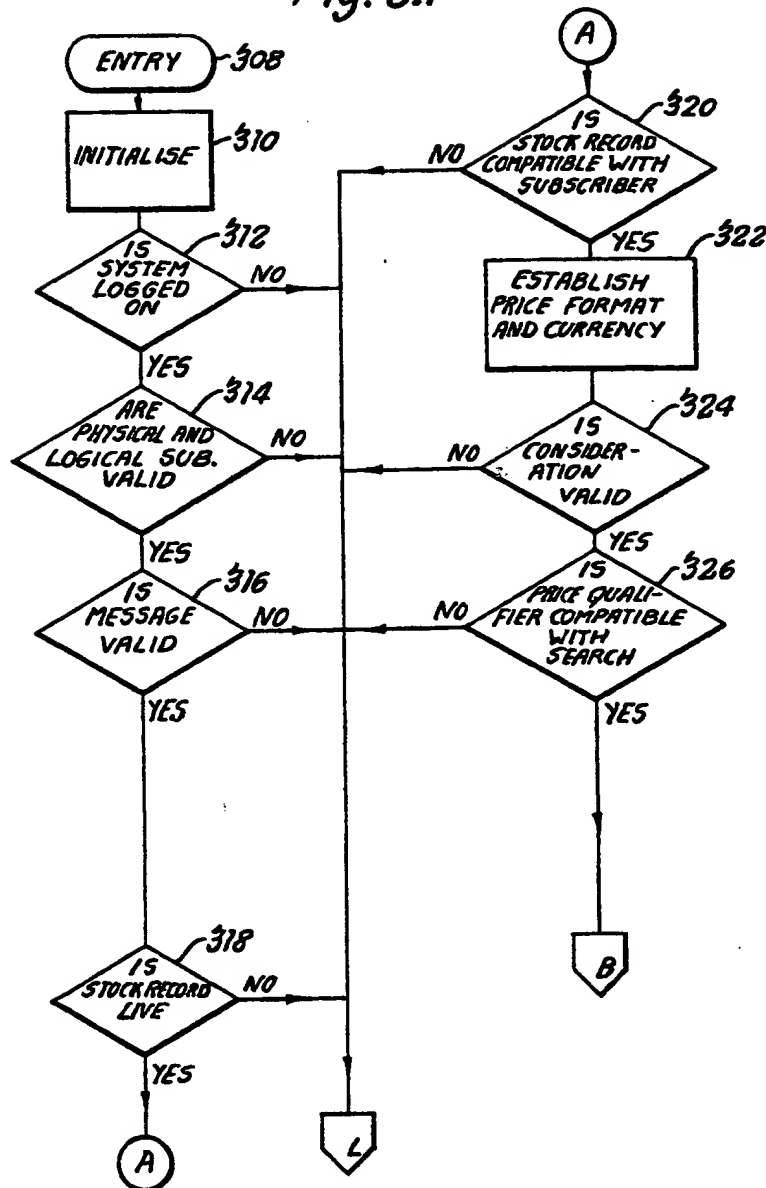 ENTRY
308
INITIALISE
310
IS
SYSTEM
LOGGED
ON
312
NO
YES
ARE
PHYSICAL AND
LOGICAL SUB.
VALID
314
NO
YES
IS
MESSAGE
VALID
316
NO
YES
IS
STOCK RECORD
LIVE
318
NO
YES
A
L
A
IS
STOCK RECORD
COMPATIBLE WITH
SUBSCRIBER
320
NO
YES
ESTABLISH
PRICE FORMAT
AND CURRENCY
322
IS
CONSIDER-
ATION
VALID
324
NO
YES
IS
PRICE QUALI-
FIER COMPATIBLE
WITH
SEARCH
326
NO
YES
B